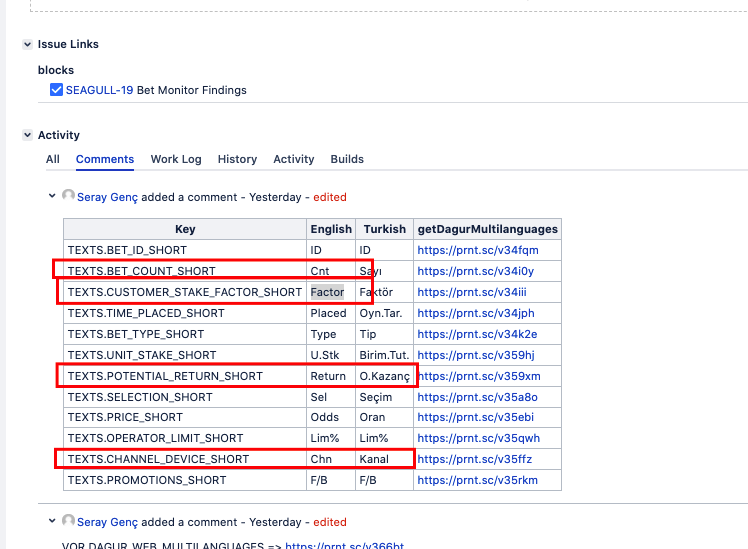 Issue Links
blocks
SEAGULL-19 Bet Monitor Findings
Activity
All Comments Work Log History Activity Builds
Seray Genç added a comment - Yesterday - edited
Key English Turkish getDagurMultilanguages
TEXTS.BET_ID_SHORT ID ID https://prnt.sc/v34fqm
TEXTS.BET_COUNT_SHORT Cnt Sayı https://prnt.sc/v34i0y
TEXTS.CUSTOMER_STAKE_FACTOR_SHORT Factor Faktör https://prnt.sc/v34iii
TEXTS.TIME_PLACED_SHORT Placed Oyn.Tar. https://prnt.sc/v34jph
TEXTS.BET_TYPE_SHORT Type Tip https://prnt.sc/v34k2e
TEXTS.UNIT_STAKE_SHORT U.Stk Birim.Tut. https://prnt.sc/v359hj
TEXTS.POTENTIAL_RETURN_SHORT Return O.Kazanç https://prnt.sc/v359xm
TEXTS.SELECTION_SHORT Sel Seçim https://prnt.sc/v35a8o
TEXTS.PRICE_SHORT Odds Oran https://prnt.sc/v35ebi
TEXTS.OPERATOR_LIMIT_SHORT Lim% Lim% https://prnt.sc/v35qwh
TEXTS.CHANNEL_DEVICE_SHORT Chn Kanal https://prnt.sc/v35ffz
TEXTS.PROMOTIONS_SHORT F/B F/B https://prnt.sc/v35rkm
Seray Genç added a comment - Yesterday - edited
VOR DAGUR WEB MULTILANGUAGES => https://prnt.sc/v366ht